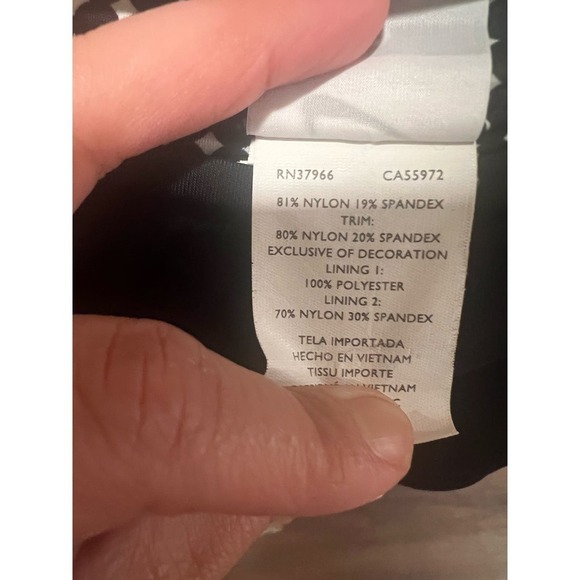 RN37966 CA55972
81% NYLON 19% SPANDEX
TRIM:
80% NYLON 20% SPANDEX
EXCLUSIVE OF DECORATION
LINING 1:
100% POLYESTER
LINING 2:
70% NYLON 30% SPANDEX
TELA IMPORTADA
HECHO EN VIETNAM
TISSU IMPORTE
VIETNAM